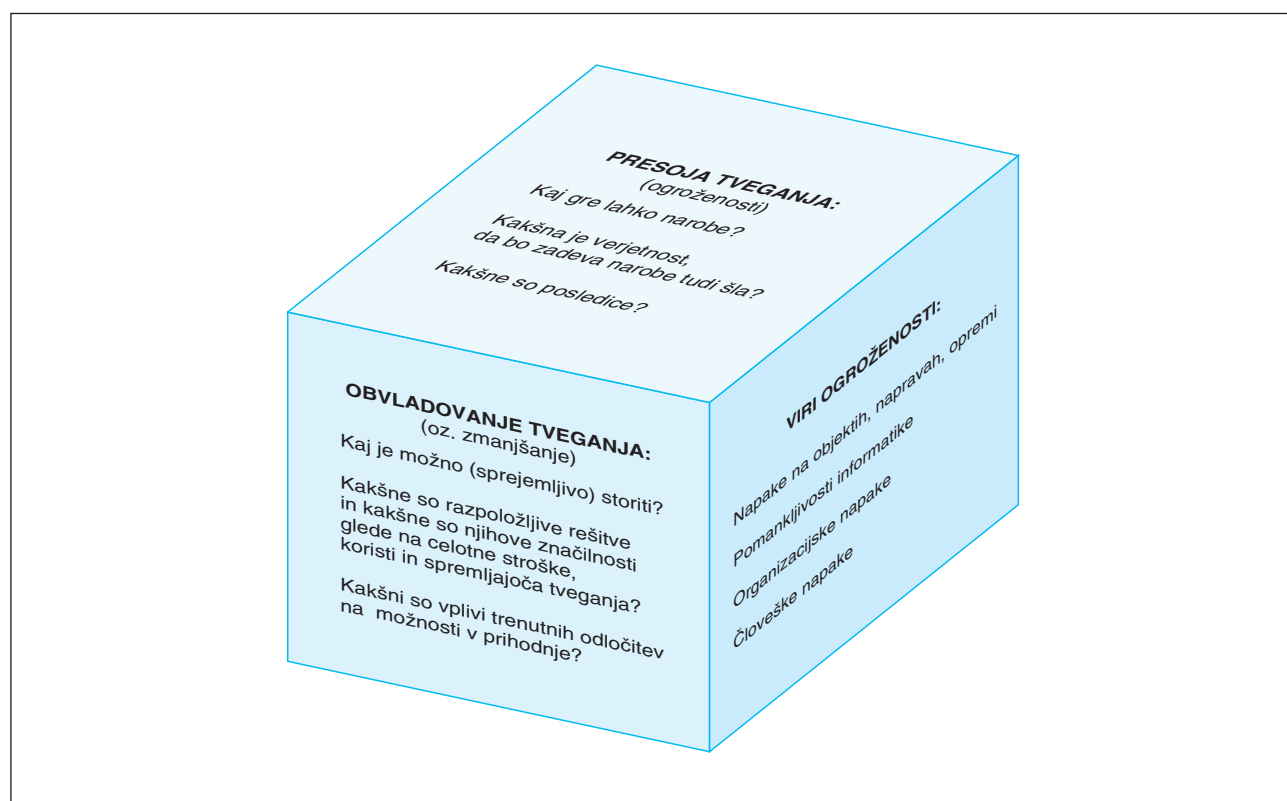 PRESOJA TVEGANJA:
(ogroženosti)
Kaj gre lahko narobe?
Kakšna je verjetnost,
da bo zadeva narobe tudi šla?
Kakšne so posledice?
OBVLADOVANJE TVEGANJA:
(oz. zmanjšanje)
Kaj je možno (sprejemljivo) storiti?
Kakšne so razpoložljive rešitve
in kakšne so njihove značilnosti
glede na celotne stroške,
koristi in spremljajoča tveganja?
Kakšni so vplivi trenutnih odločitev
na možnosti v prihodnje?
VIRI OGROŽENOSTI:
Napake na objektih, napravah, opremi
Pomankljivosti informatike
Organizacijske napake
Človeške napake